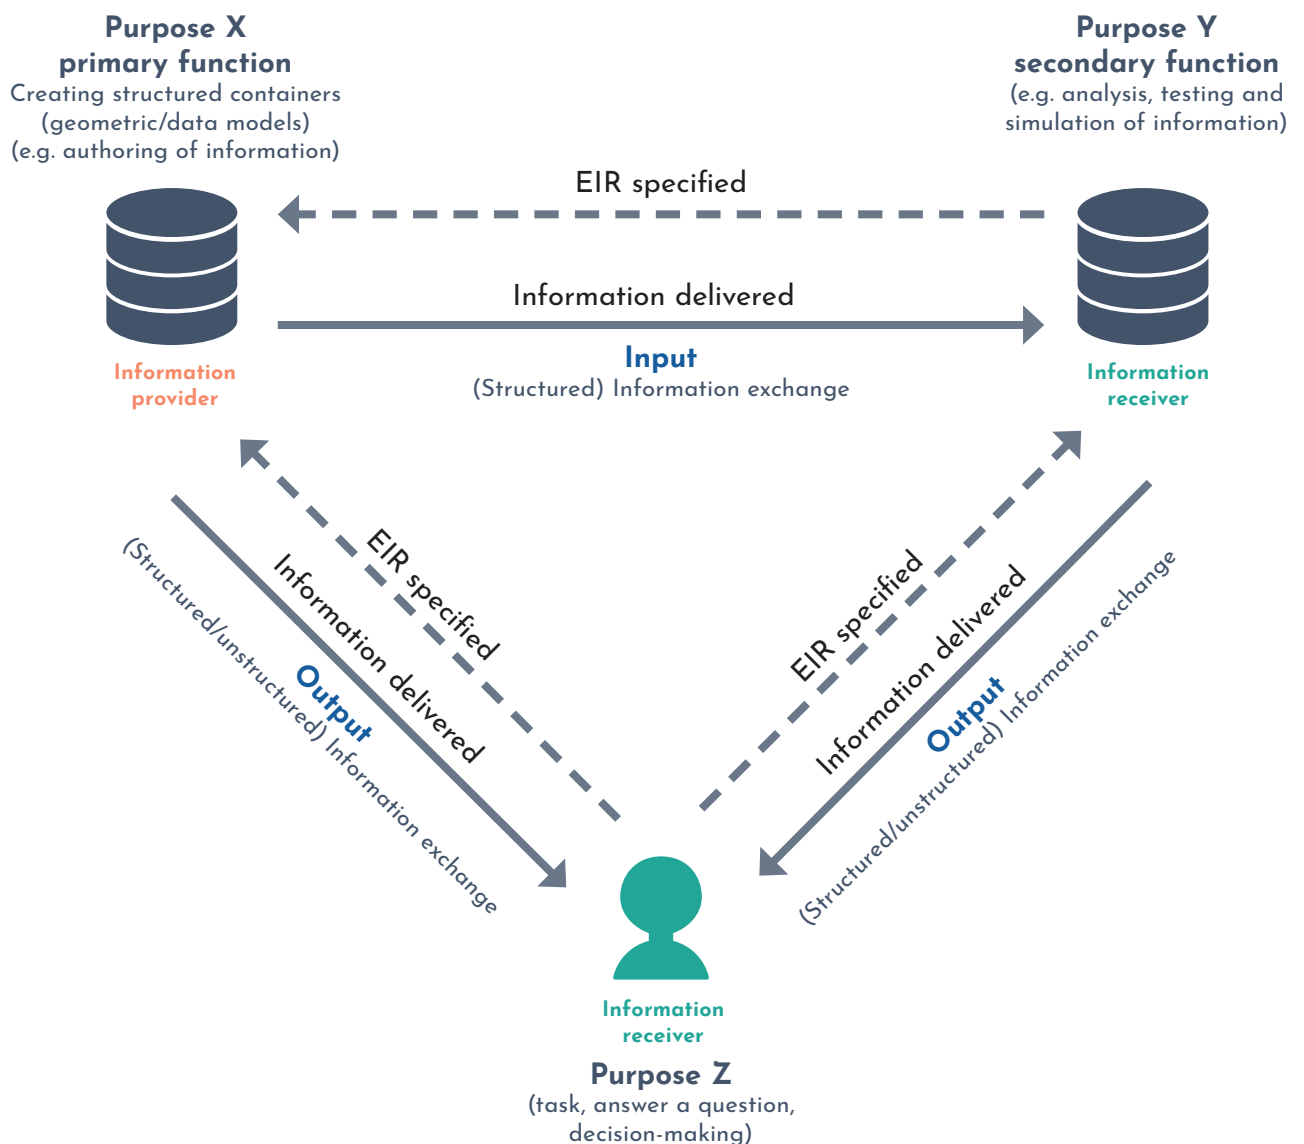 Purpose X
primary function
Creating structured containers
(geometric/data models)
(e.g. authoring of information)
Purpose Y
secondary function
(e.g. analysis, testing and
simulation of information)
EIR specified
Information delivered
Input
(Structured) Information exchange
Information
provider
Information
receiver
EIR specified
Information delivered
Output
(Structured/unstructured) Information exchange
EIR specified
Information delivered
Output
(Structured/unstructured) Information exchange
Information
receiver
Purpose Z
(task, answer a question,
decision-making)